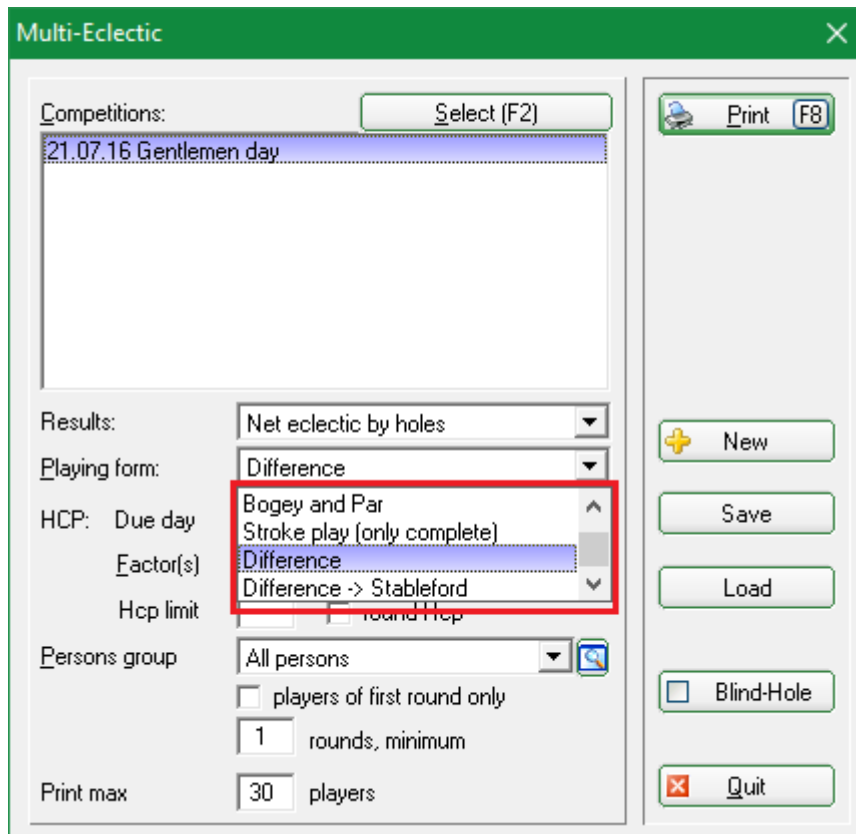 Multi-Eclectic
Competitions:
Select (F2)
21.07.16 Gentlemen day
Results:
Net eclectic by holes
Playing form:
Difference
Bogey and Par
Stroke play (only complete)
Difference
Difference -> Stableford
HCP: Due day
Factor(s)
Hcp limit
round Hcp
Persons group
All persons
players of first round only
1 rounds, minimum
Print max 30 players
Print F8
New
Save
Load
Blind-Hole
Quit